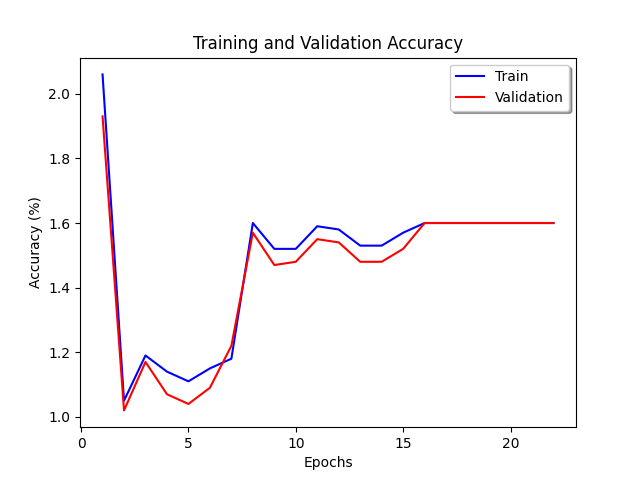 Training and Validation Accuracy
Train
Validation
Accuracy (%)
2.0
1.8
1.6
1.4
1.2
1.0
0
5
10
15
20
Epochs